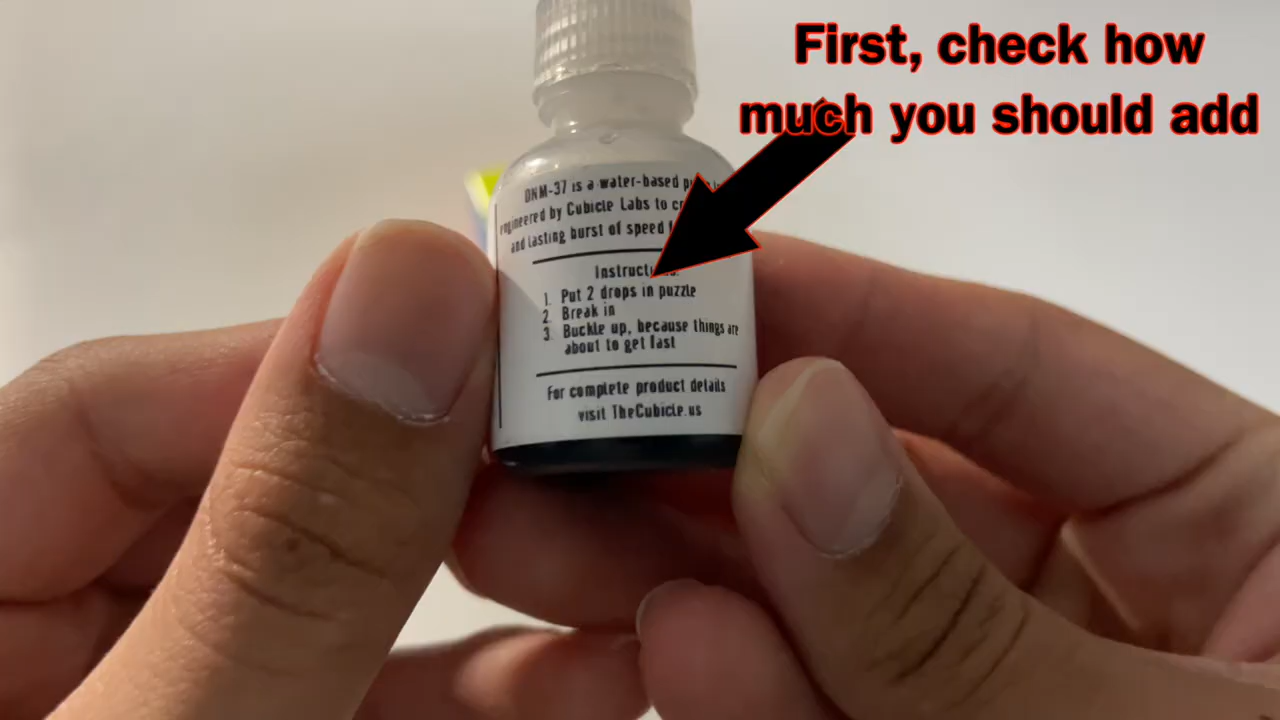 First, check how
much you should add
DNM-37 is a water-based
engineered by Cubicle Labs to
and lasting burst of speed
1. Put 2 drops in puzzle
2. Break in
3. Buckle up, because things are
about to get fast
For complete product details
visit TheCubicle.us